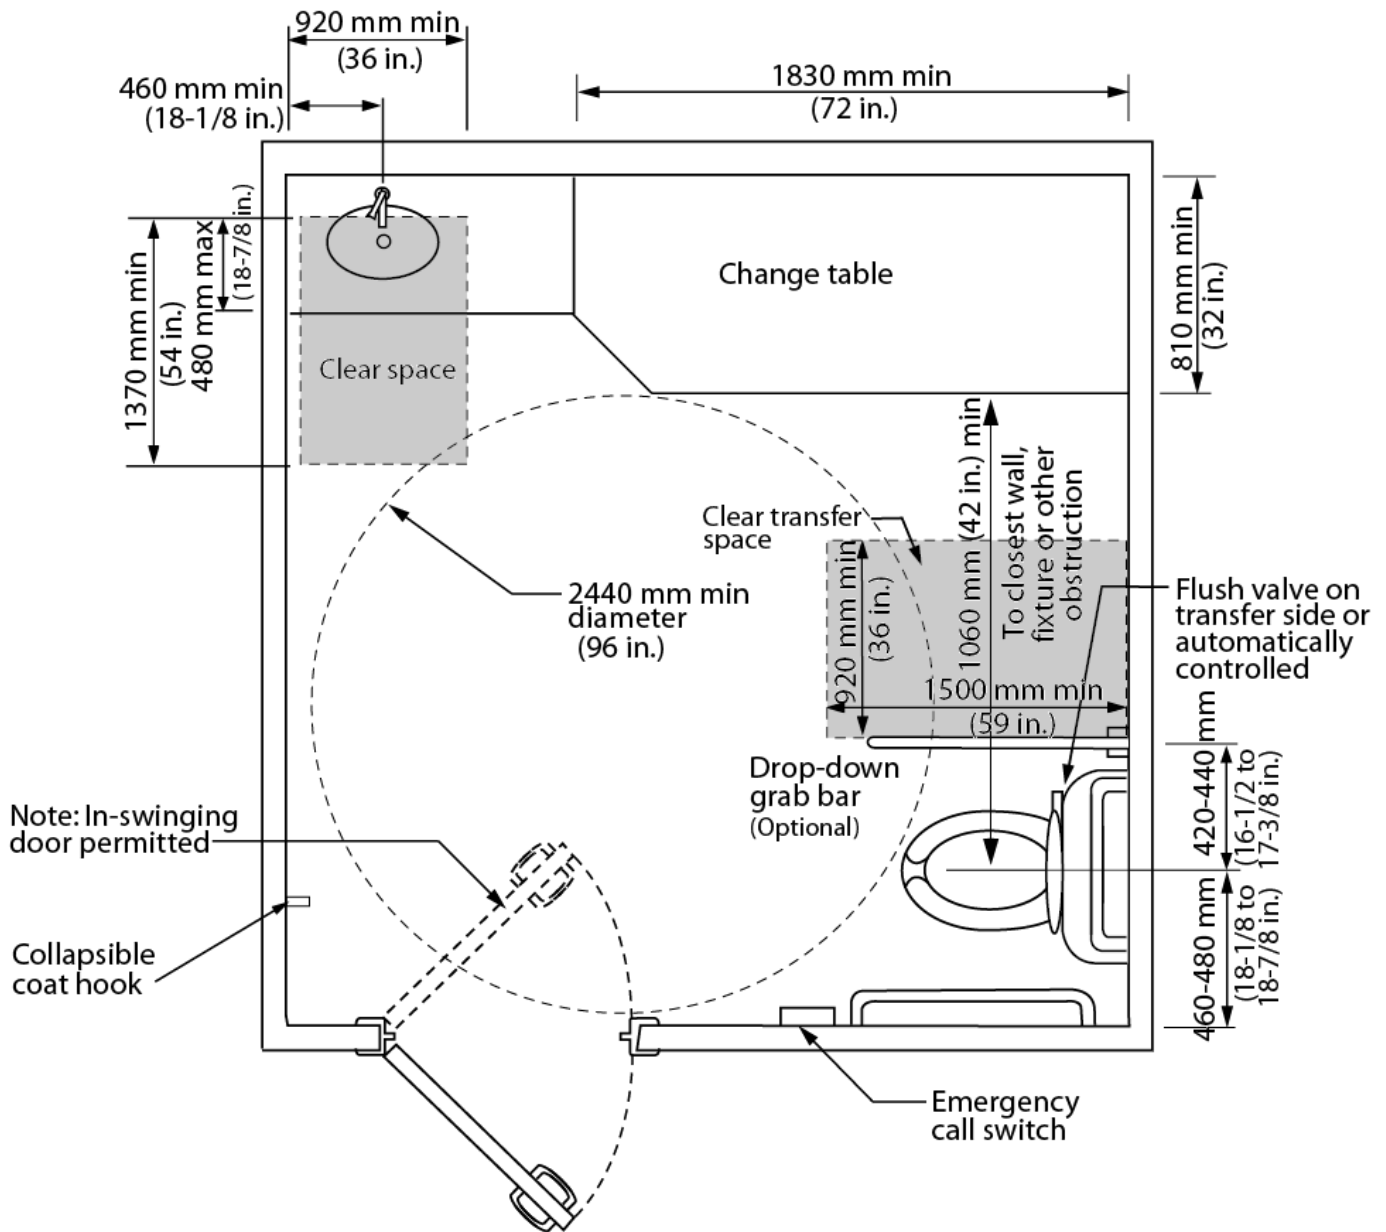 920 mm min
(36 in.)
460 mm min
(18-1/8 in.)
1830 mm min
(72 in.)
1370 mm min
(54 in.)
480 mm max
(18-7/8 in.)
Clear space
Change table
810 mm min
(32 in.)
2440 mm min
diameter
(96 in.)
Clear transfer
space
920 mm min
(36 in.)
1060 mm (42 in.) min
To closest wall,
fixture or other
obstruction
1500 mm min
(59 in.)
Flush valve on
transfer side or
automatically
controlled
Drop-down
grab bar
(Optional)
420-440 mm
(16-1/2 to
17-3/8 in.)
460-480 mm
(18-1/8 to
18-7/8 in.)
Note: In-swinging
door permitted
Collapsible
coat hook
Emergency
call switch